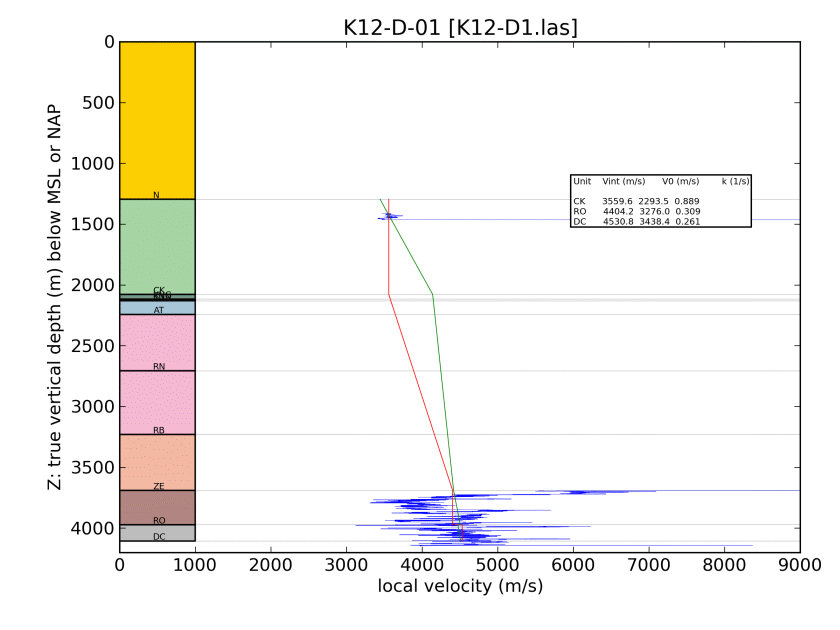 K12-D-01 [K12-D1.las]
Z: true vertical depth (m) below MSL or NAP
0
500
1000
1500
2000
2500
3000
3500
4000
N
CK
AT
RN
RB
ZE
RO
DC
Unit Vint (m/s) V0 (m/s) k (1/s)
CK 3559.6 2293.5 0.889
RO 4404.2 3276.0 0.309
DC 4530.8 3438.4 0.261
0 1000 2000 3000 4000 5000 6000 7000 8000 9000
local velocity (m/s)